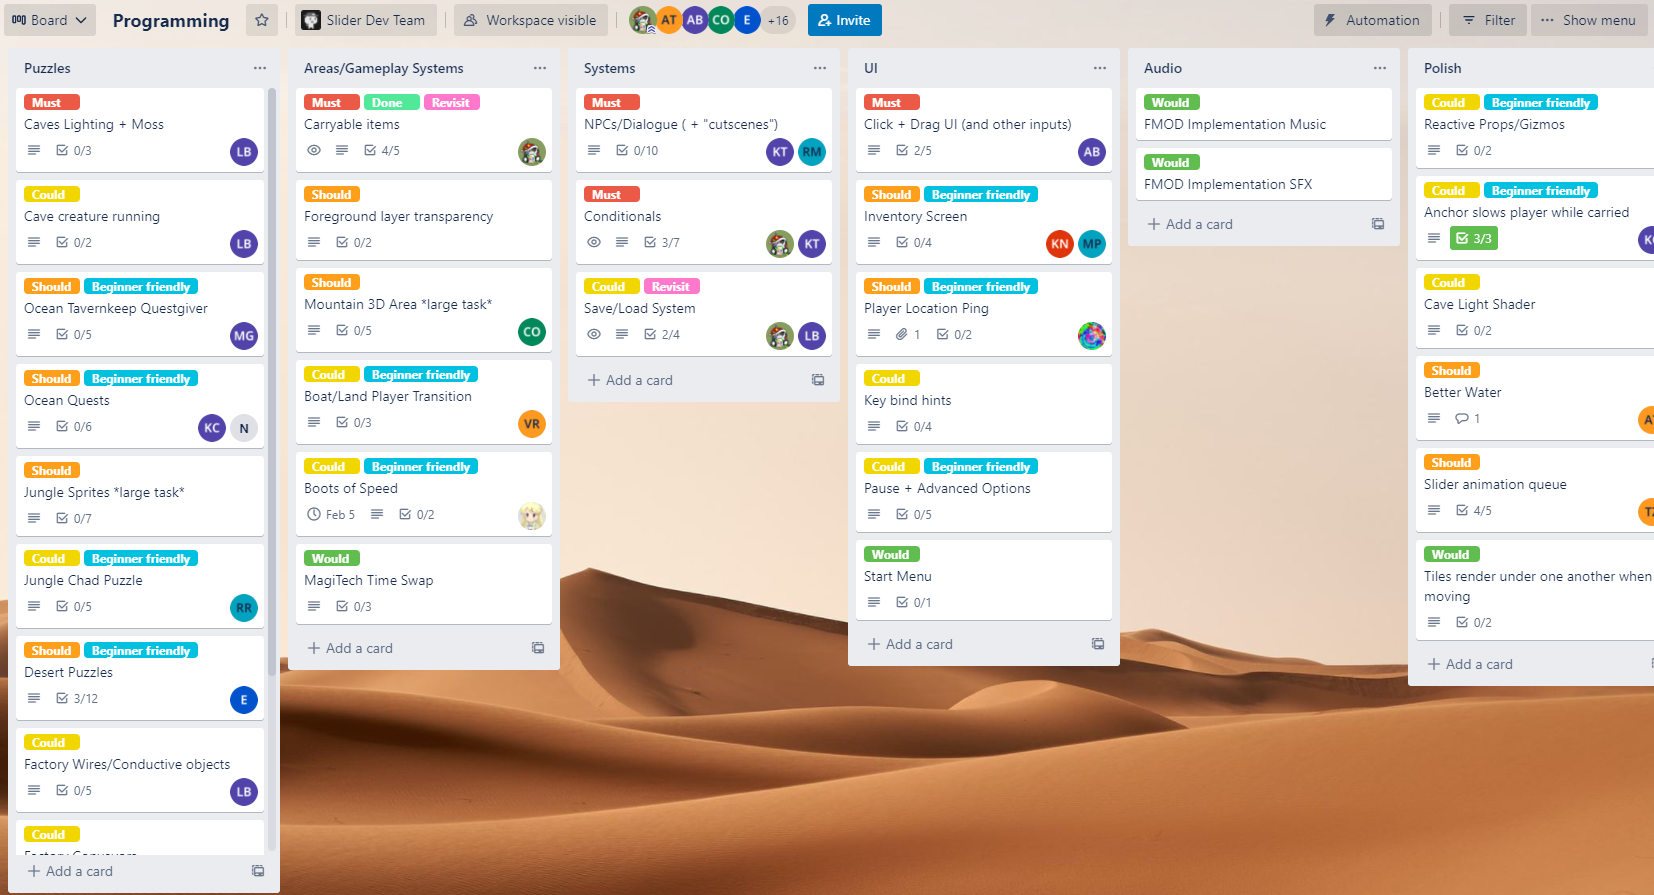 Board
Programming
Slider Dev Team
Workspace visible
AT
AB
CO
E
+16
Invite
Automation
Filter
Show menu
Puzzles
Must
Caves Lighting + Moss
0/3
LB
Could
Cave creature running
0/2
LB
Should Beginner friendly
Ocean Tavernkeep Questgiver
0/5
MG
Should Beginner friendly
Ocean Quests
0/6
KC N
Should
Jungle Sprites *large task*
0/7
Could Beginner friendly
Jungle Chad Puzzle
0/5
RR
Should Beginner friendly
Desert Puzzles
3/12
E
Could
Factory Wires/Conductive objects
0/5
LB
Could
Factory Conveyors
+ Add a card
Areas/Gameplay Systems
Must Done Revisit
Carryable items
4/5
Should
Foreground layer transparency
0/2
Should
Mountain 3D Area *large task*
0/5
CO
Could Beginner friendly
Boat/Land Player Transition
0/3
VR
Could Beginner friendly
Boots of Speed
Feb 5 0/2
Would
MagiTech Time Swap
0/3
+ Add a card
Systems
Must
NPCs/Dialogue ( + "cutscenes")
0/10
KT RM
Must
Conditionals
3/7
KT
Could Revisit
Save/Load System
2/4
LB
+ Add a card
UI
Must
Click + Drag UI (and other inputs)
2/5
AB
Should Beginner friendly
Inventory Screen
0/4
KN MP
Should Beginner friendly
Player Location Ping
1 0/2
Could
Key bind hints
0/4
Could Beginner friendly
Pause + Advanced Options
0/5
Would
Start Menu
0/1
+ Add a card
Audio
Would
FMOD Implementation Music
Would
FMOD Implementation SFX
+ Add a card
Polish
Could Beginner friendly
Reactive Props/Gizmos
0/2
Could Beginner friendly
Anchor slows player while carried
3/3
Could
Cave Light Shader
0/2
Should
Better Water
1
Should
Slider animation queue
4/5
Would
Tiles render under one another when
moving
0/2
+ Add a card